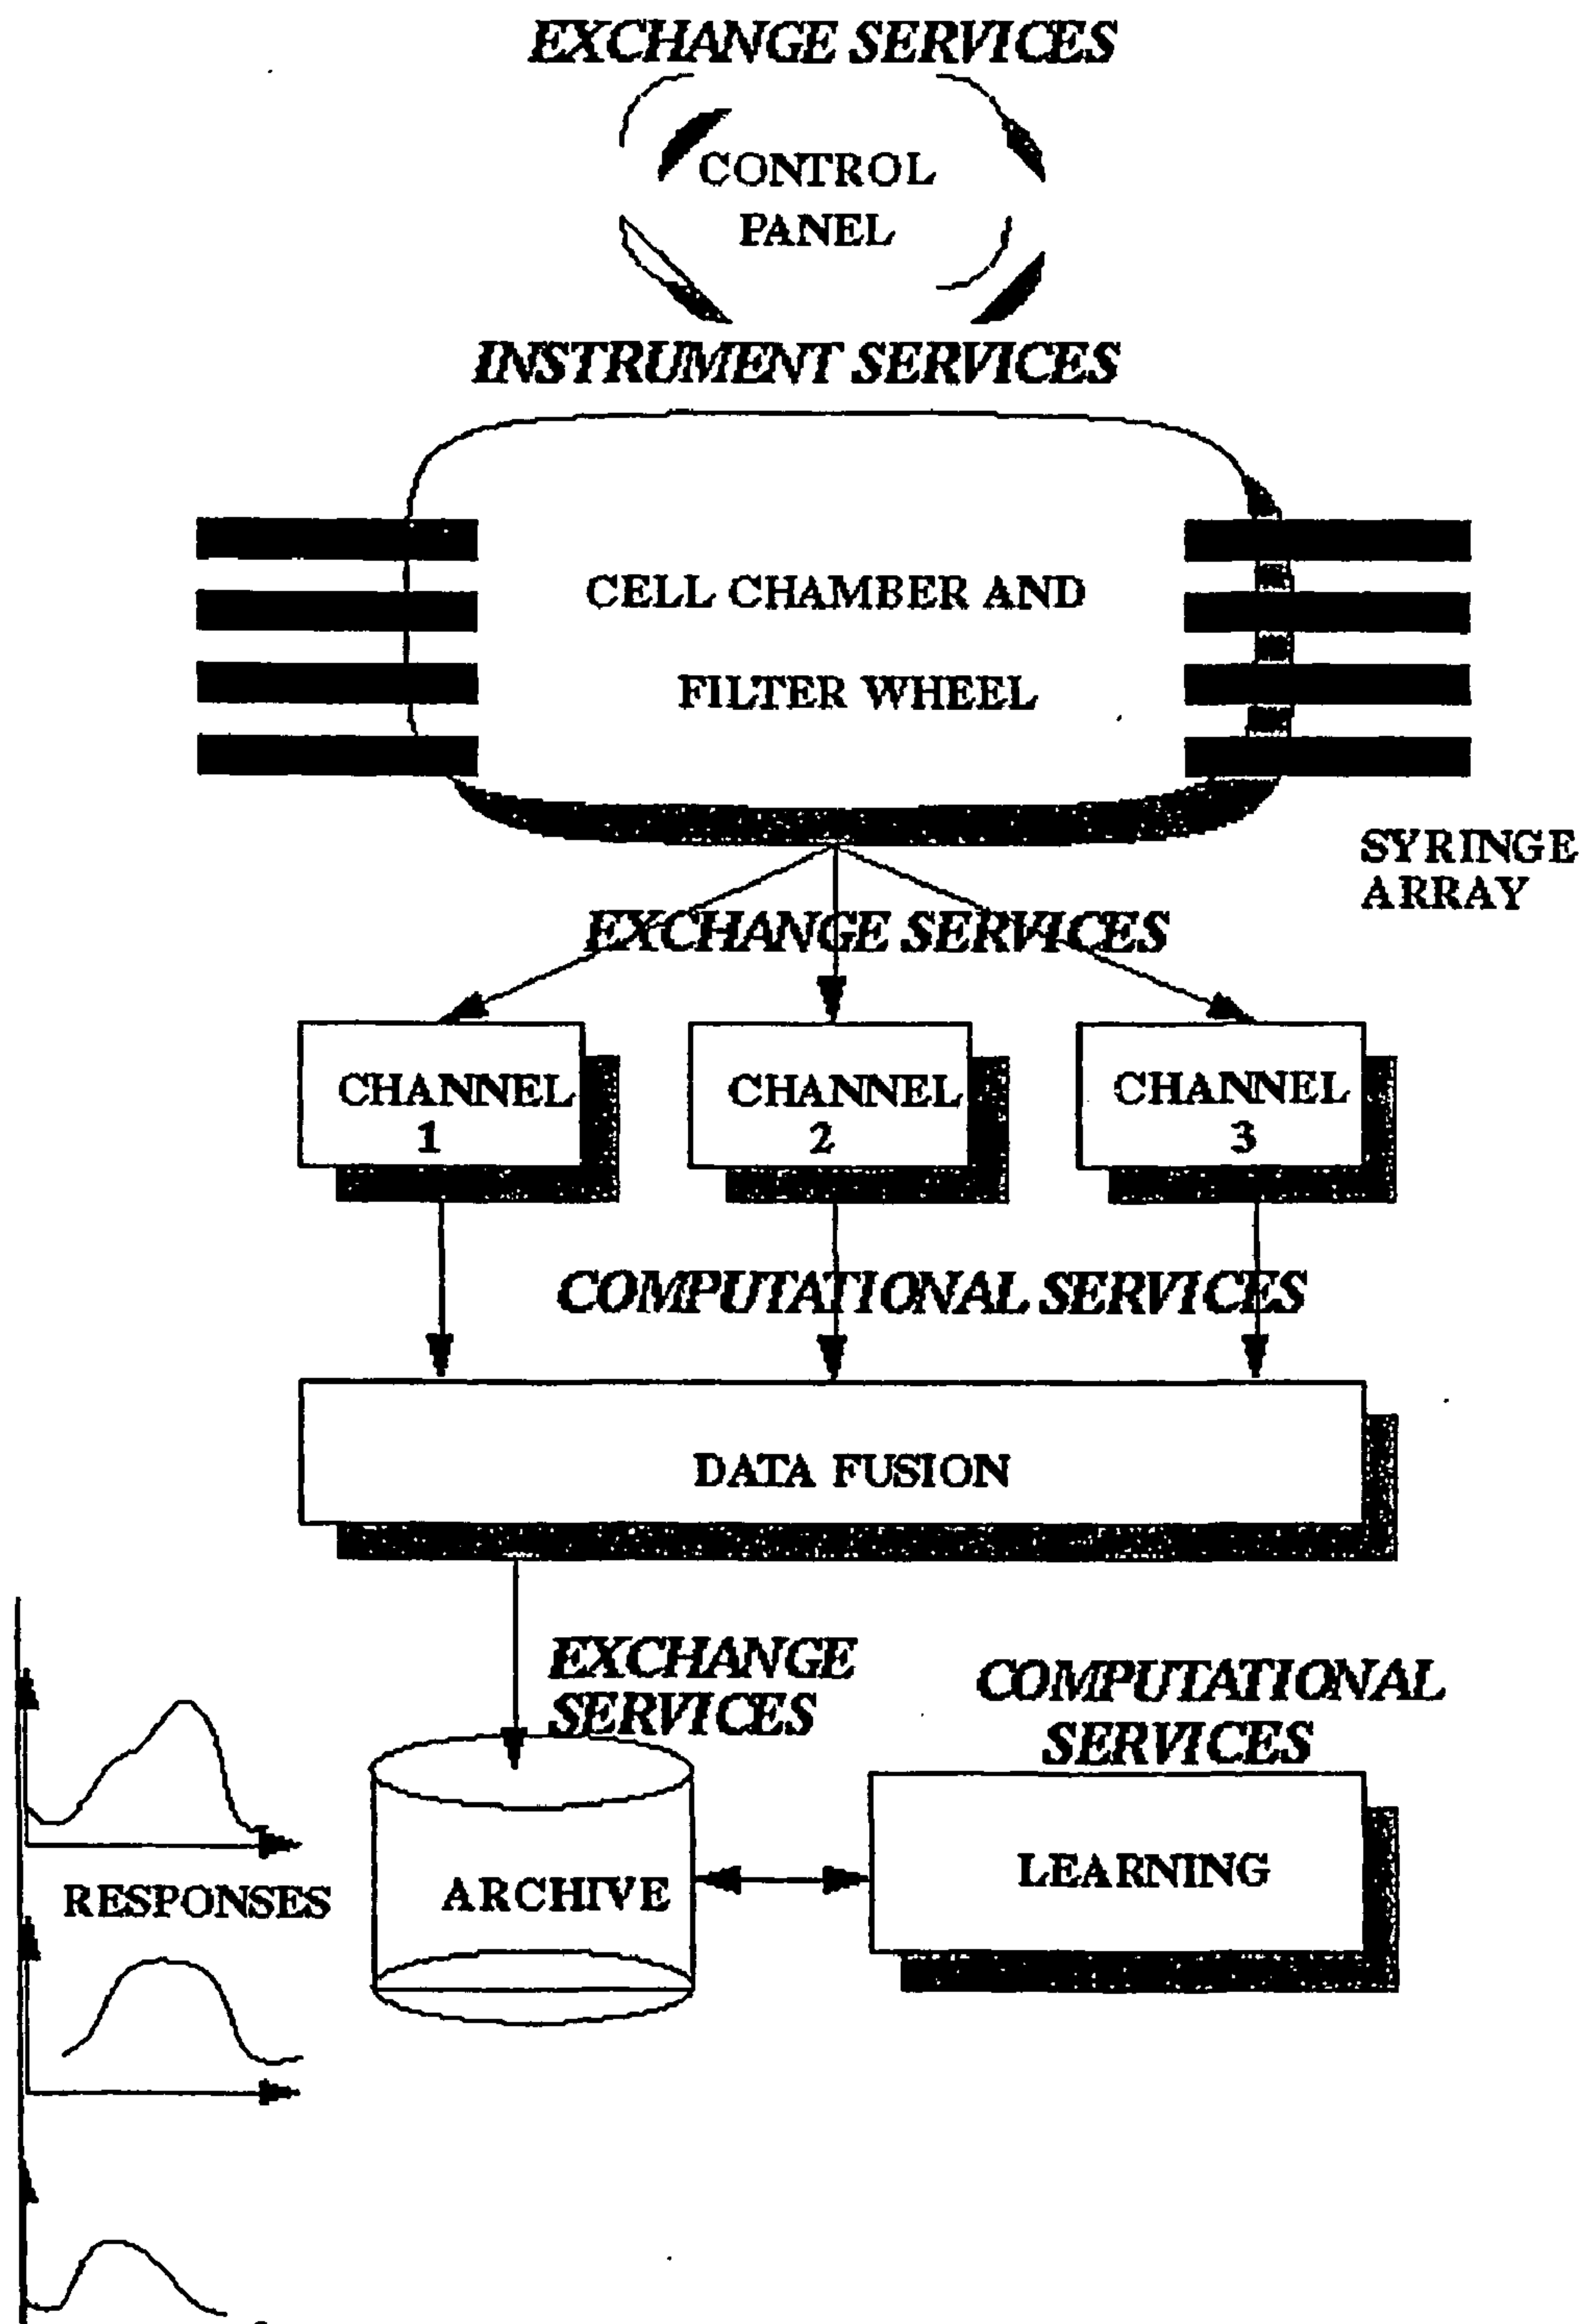 EXCHANGE SERVICES
CONTROL
PANEL
INSTRUMENT SERVICES
CELL CHAMBER AND
FILTER WHEEL
SYRINGE
ARRAY
EXCHANGE SERVICES
CHANNEL
1
CHANNEL
2
CHANNEL
3
COMPUTATIONAL SERVICES
DATA FUSION
EXCHANGE
SERVICES
COMPUTATIONAL
SERVICES
RESPONSES
ARCHIVE
LEARNING